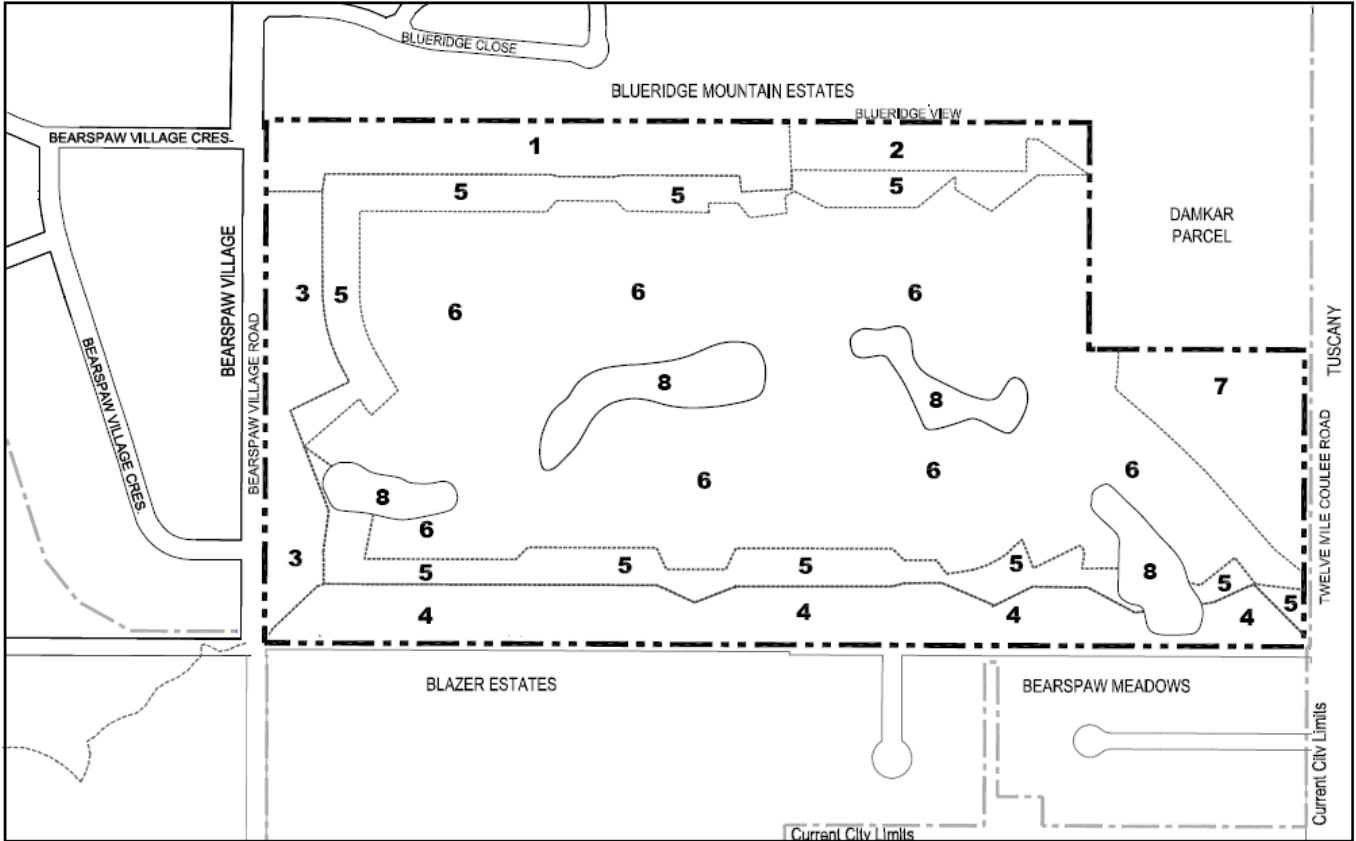 BLUERIDGE CLOSE
BLUERIDGE MOUNTAIN ESTATES
BLUERIDGE VIEW
BEARSPAW VILLAGE CRES.
1
2
5
5
5
DAMKAR
PARCEL
BEARSPAW VILLAGE
3
5
6
6
6
BEARSPAW VILLAGE ROAD
BEARSPAW VILLAGE CRES.
TUSCANY
8
8
7
TWELVE MILE COULEE ROAD
6
6
6
8
6
3
5
5
5
5
8
5
5
4
4
4
4
BLAZER ESTATES
BEARSPAW MEADOWS
Current City Limits
Current City Limits